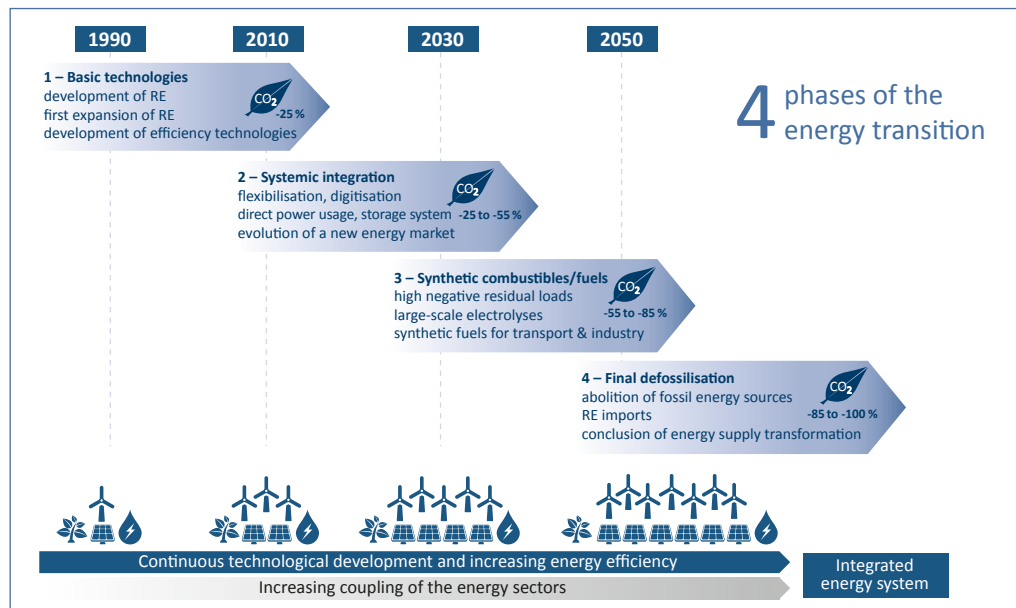 1990
2010
2030
2050
4 phases of the
energy transition
1 – Basic technologies
development of RE
first expansion of RE
development of efficiency technologies
CO2
-25 %
2 – Systemic integration
flexibilisation, digitisation
direct power usage, storage system
evolution of a new energy market
CO2
-25 to -55 %
3 – Synthetic combustibles/fuels
high negative residual loads
large-scale electrolyses
synthetic fuels for transport & industry
CO2
-55 to -85 %
4 – Final defossilisation
abolition of fossil energy sources
RE imports
conclusion of energy supply transformation
CO2
-85 to -100 %
Continuous technological development and increasing energy efficiency
Increasing coupling of the energy sectors
Integrated
energy system